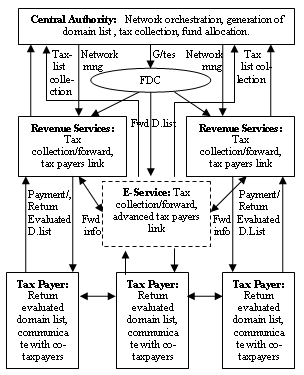 Central Authority: Network orchestration, generation of
domain list , tax collection, fund allocation.
Tax-
list
colle-
ction
Network
mng
G/tes
Network
mng
Tax
list col-
lection
FDC
Fwd D.list
Revenue Services:
Tax
collection/forward,
tax payers link
Revenue Services:
Tax
collection/forward,
tax payers link
E-Service: Tax
collection/forward,
advanced tax payers
link
Payment/,
Return
Evaluated
D.list
Fwd
info
Fwd
info
Payment/
Return
Evaluated
D.List
Tax Payer:
Return
evaluated
domain list,
communica
te with co-
taxpayers
Tax Payer:
Return
evaluated
domain list,
communica
te with co-
taxpayers
Tax Payer:
Return
evaluated
domain list,
communica
te with co-
taxpayers